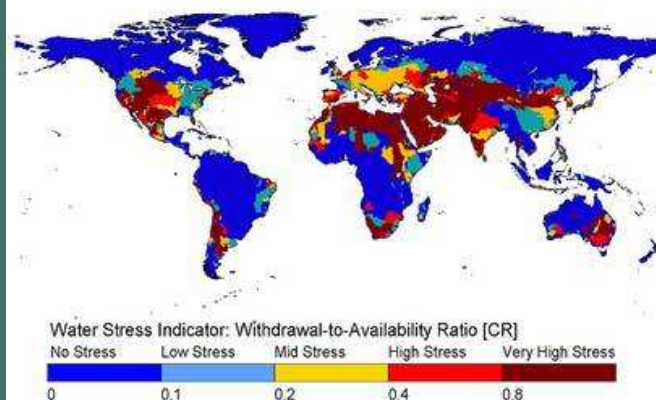 Water Stress Indicator: Withdrawal-to-Availability Ratio [CR]
No Stress Low Stress Mid Stress High Stress Very High Stress
0 0.1 0.2 0.4 0.8